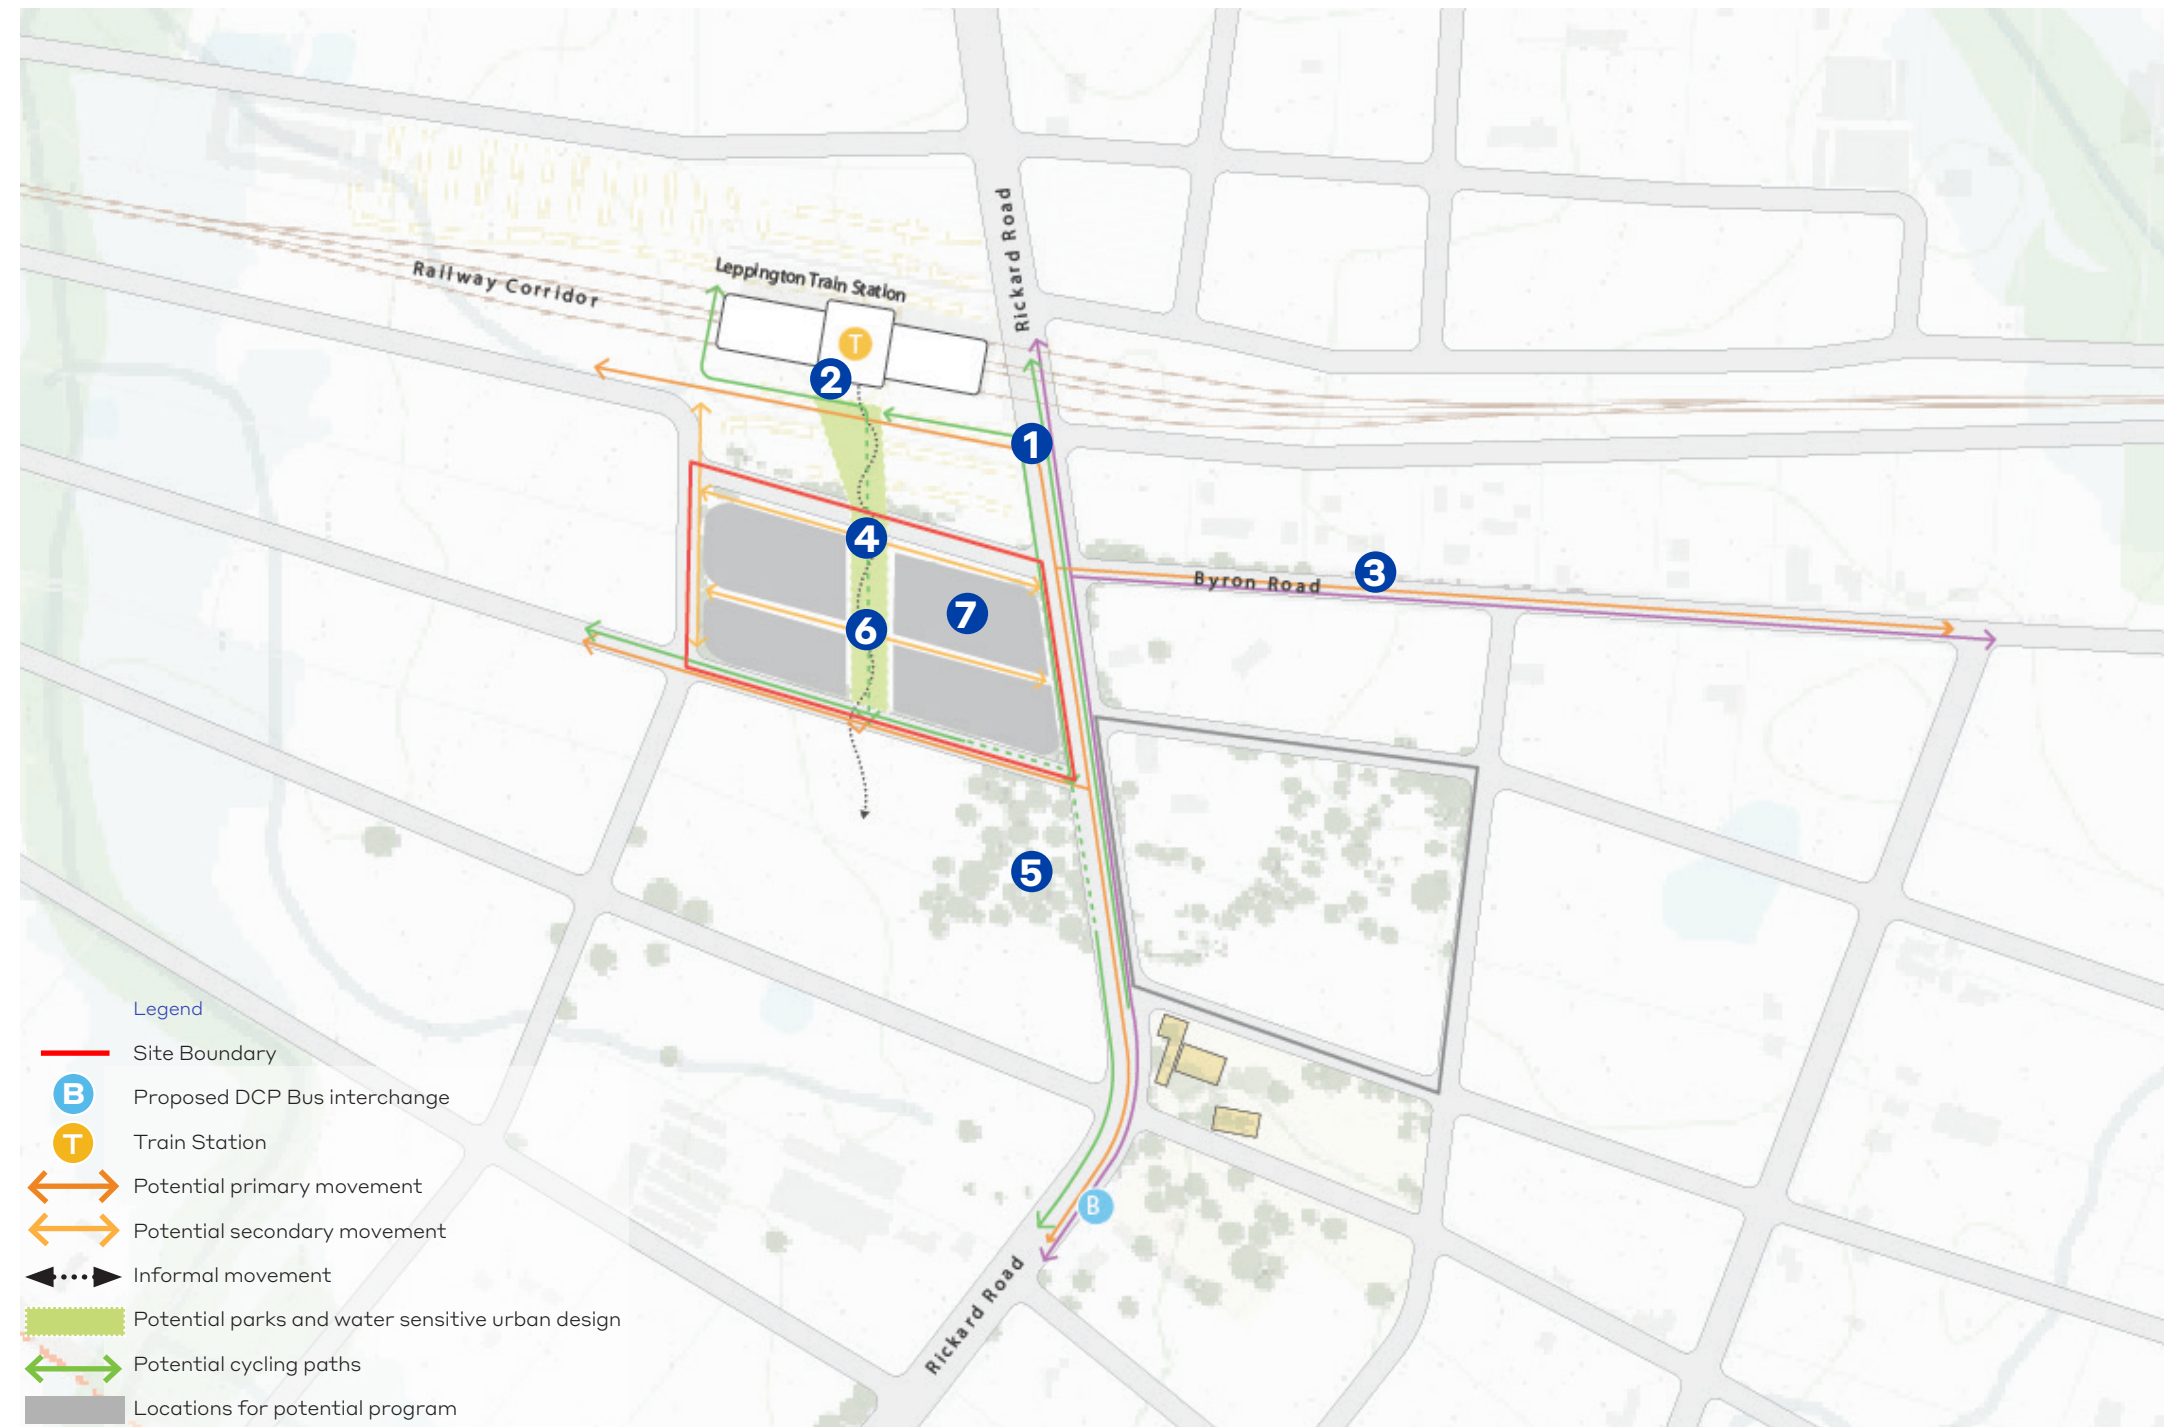 Rickard Road
Leppington Train Station
Railway Corridor
T
2
1
4
3
Byron Road
7
6
5
B
Rickard Road
Legend
Site Boundary
B
Proposed DCP Bus interchange
T
Train Station
Potential primary movement
Potential secondary movement
Informal movement
Potential parks and water sensitive urban design
Potential cycling paths
Locations for potential program